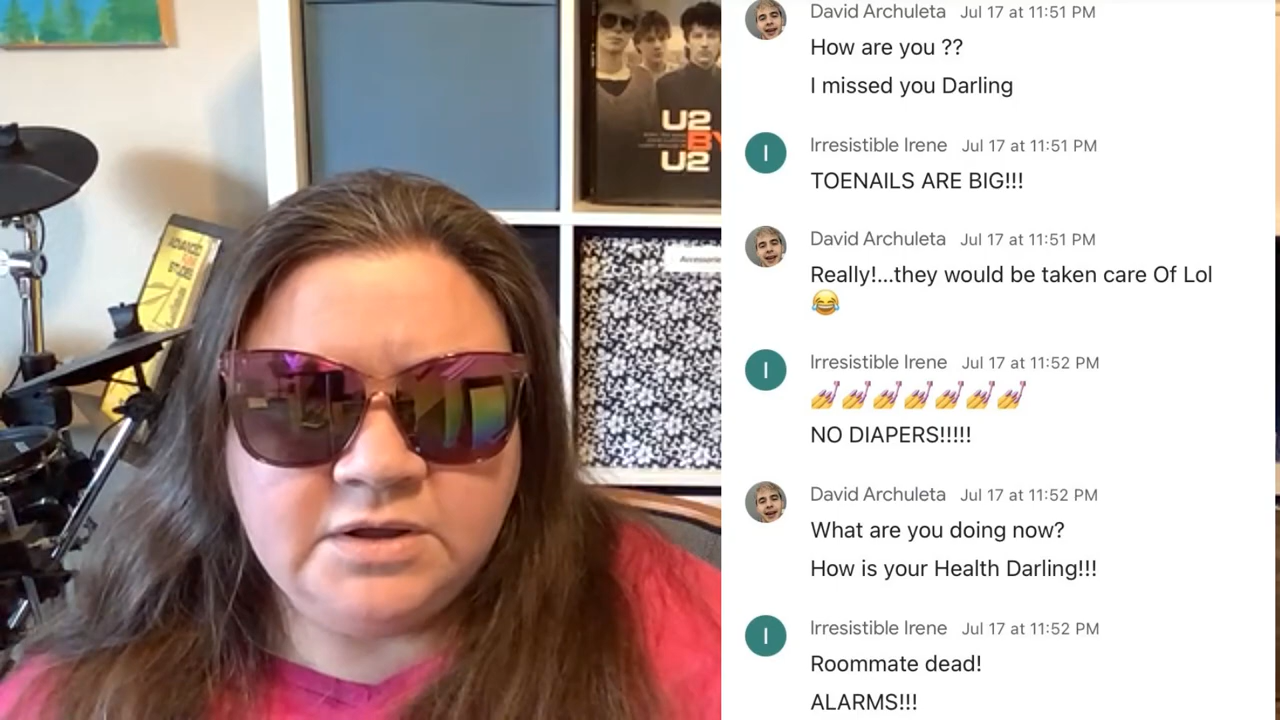 U2
BY
U2
ADVANCED
STUDIES
Accessories
David Archuleta Jul 17 at 11:51 PM
How are you ??
I missed you Darling
I
Irresistible Irene Jul 17 at 11:51 PM
TOENAILS ARE BIG!!!
David Archuleta Jul 17 at 11:51 PM
Really!...they would be taken care Of Lol
😂
I
Irresistible Irene Jul 17 at 11:52 PM
💅💅💅💅💅💅💅
NO DIAPERS!!!!!
David Archuleta Jul 17 at 11:52 PM
What are you doing now?
How is your Health Darling!!!
I
Irresistible Irene Jul 17 at 11:52 PM
Roommate dead!
ALARMS!!!